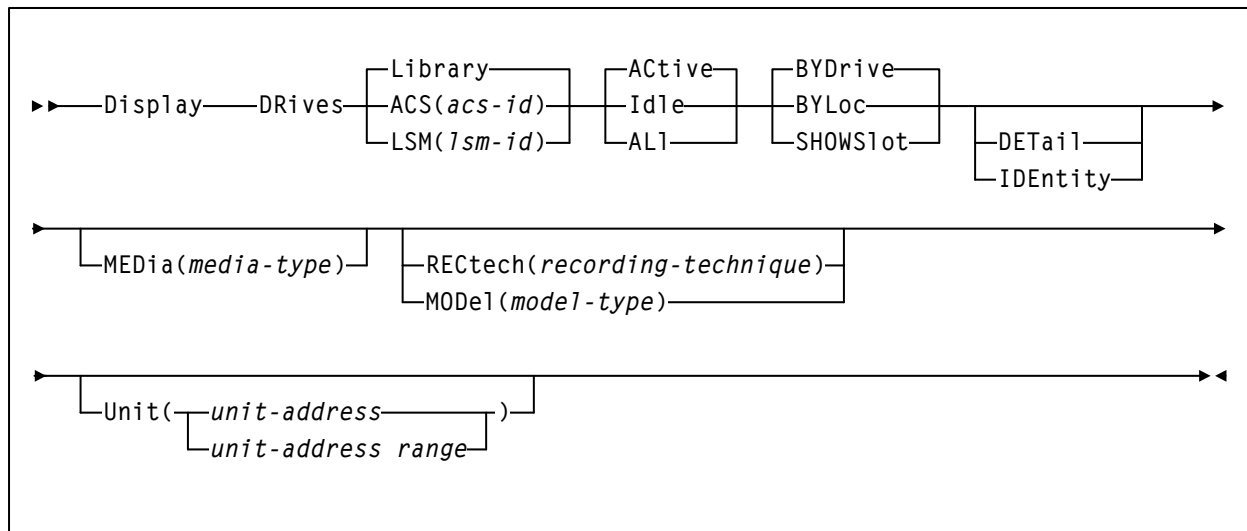 Library ACtive BYDrive
Display DRives ACS(acs-id) Idle BYLoc
LSM(lsm-id) ALl SHOWSlot DETail
IDEntity
MEDia(media-type) RECtech(recording-technique)
MODel(model-type)
Unit( unit-address )
unit-address range